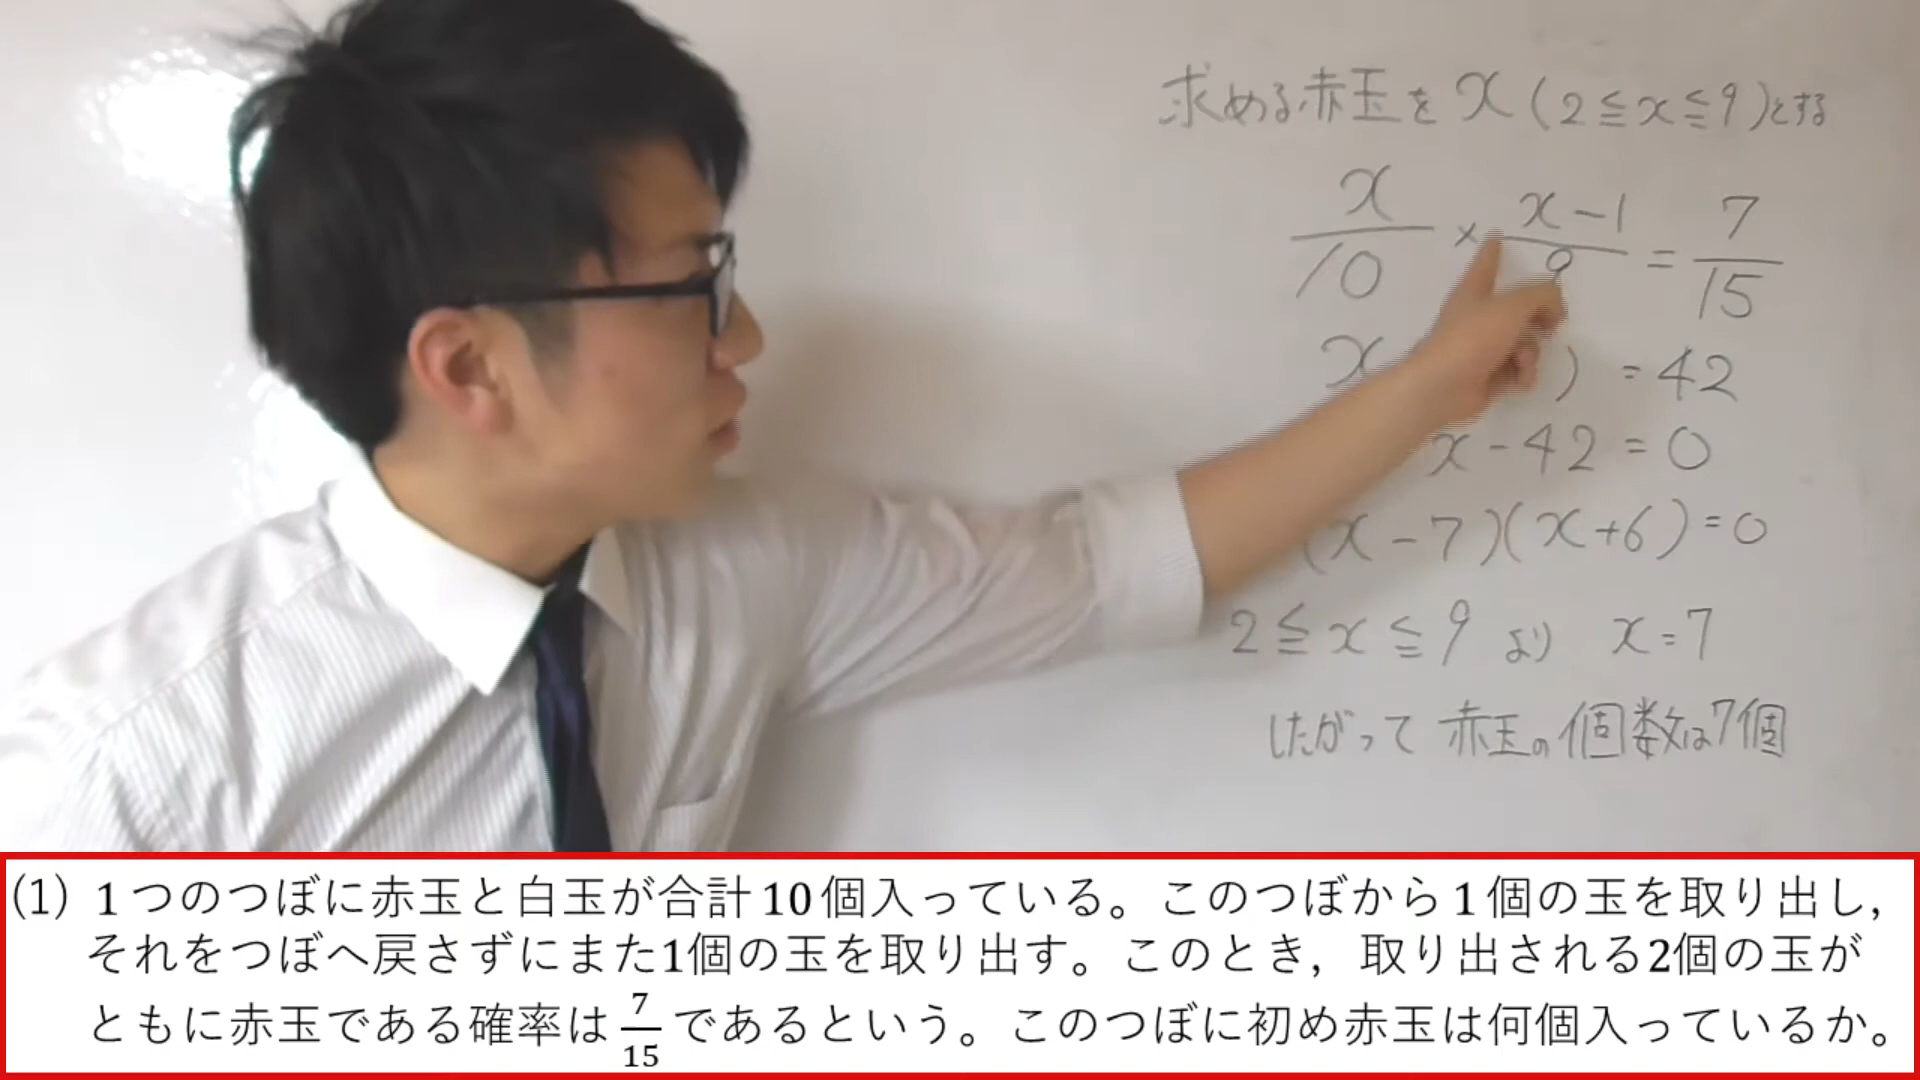 求める赤玉を x (2≦x≦9)とする
x/10 × x-1/9 = 7/15
x ) =42
x-42=0
(x-7)(x+6)=0
2≦x≦9 より x=7
したがって 赤玉の個数は7個
(1) 1つのつぼに赤玉と白玉が合計10個入っている。このつぼから1個の玉を取り出し,
それをつぼへ戻さずにまた1個の玉を取り出す。このとき,取り出される2個の玉が
ともに赤玉である確率は 7/15 であるという。このつぼに初め赤玉は何個入っているか。